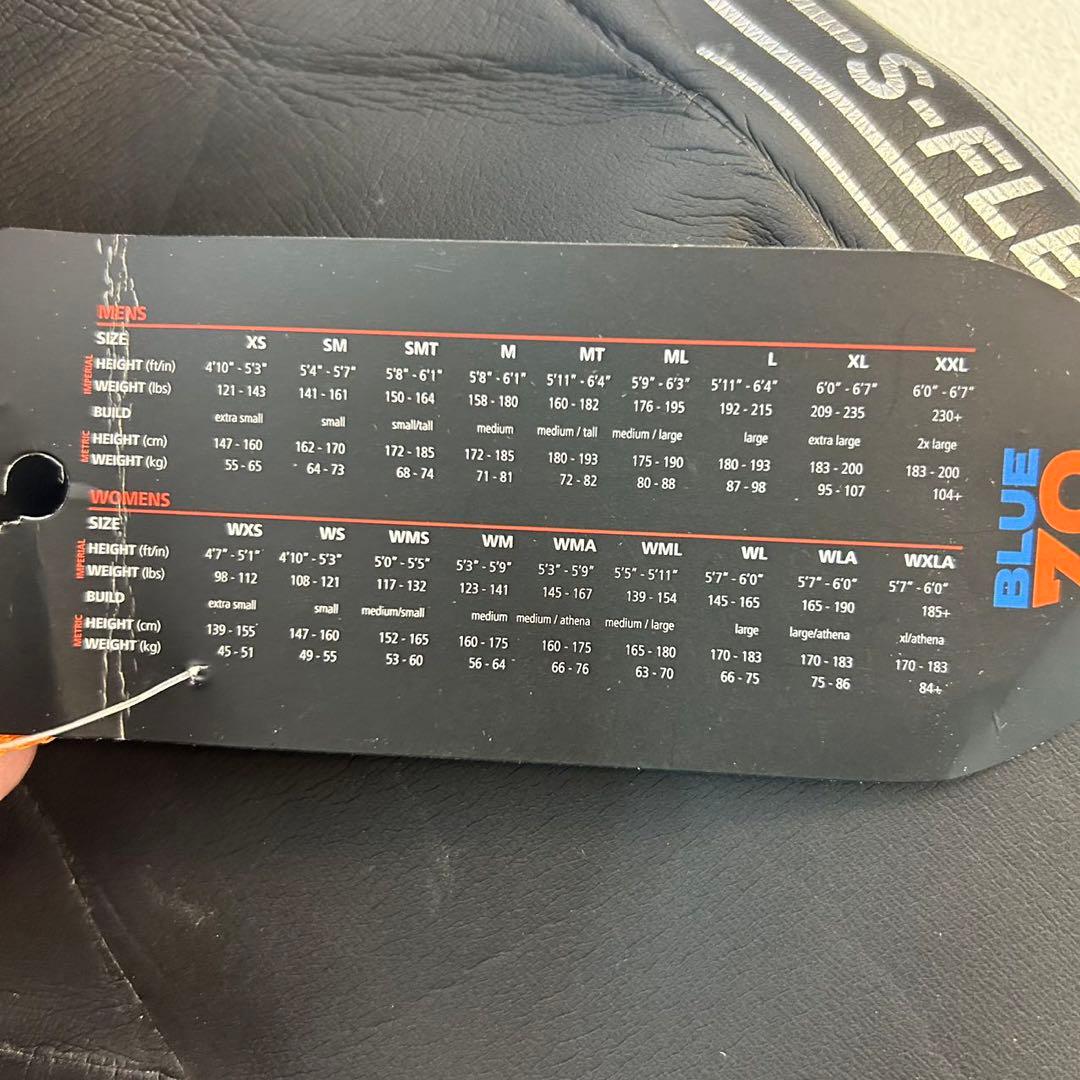 S-FLE
MENS
SIZE XS SM SMT M MT ML L XL XXL
IMPERIAL
HEIGHT (ft/in) 4'10" - 5'3" 5'4" - 5'7" 5'8" - 6'1" 5'8" - 6'1" 5'11" - 6'4" 5'9" - 6'3" 5'11" - 6'4" 6'0" - 6'7" 6'0" - 6'7"
WEIGHT (lbs) 121 - 143 141 - 161 150 - 164 158 - 180 160 - 182 176 - 195 192 - 215 209 - 235 230+
BUILD extra small small small/tall medium medium / tall medium / large large extra large 2x large
METRIC
HEIGHT (cm) 147 - 160 162 - 170 172 - 185 172 - 185 180 - 193 175 - 190 180 - 193 183 - 200 183 - 200
WEIGHT (kg) 55 - 65 64 - 73 68 - 74 71 - 81 72 - 82 80 - 88 87 - 98 95 - 107 104+
WOMENS
SIZE WXS WS WMS WM WMA WML WL WLA WXLA
IMPERIAL
HEIGHT (ft/in) 4'7" - 5'1" 4'10" - 5'3" 5'0" - 5'5" 5'3" - 5'9" 5'3" - 5'9" 5'5" - 5'11" 5'7" - 6'0" 5'7" - 6'0" 5'7" - 6'0"
WEIGHT (lbs) 98 - 112 108 - 121 117 - 132 123 - 141 145 - 167 139 - 154 145 - 165 165 - 190 185+
BUILD extra small small medium/small medium medium / athena medium / large large large/athena xl/athena
METRIC
HEIGHT (cm) 139 - 155 147 - 160 152 - 165 160 - 175 160 - 175 165 - 180 170 - 183 170 - 183 170 - 183
WEIGHT (kg) 45 - 51 49 - 55 53 - 60 56 - 64 66 - 76 63 - 70 66 - 75 75 - 86 84+
BLUE
70